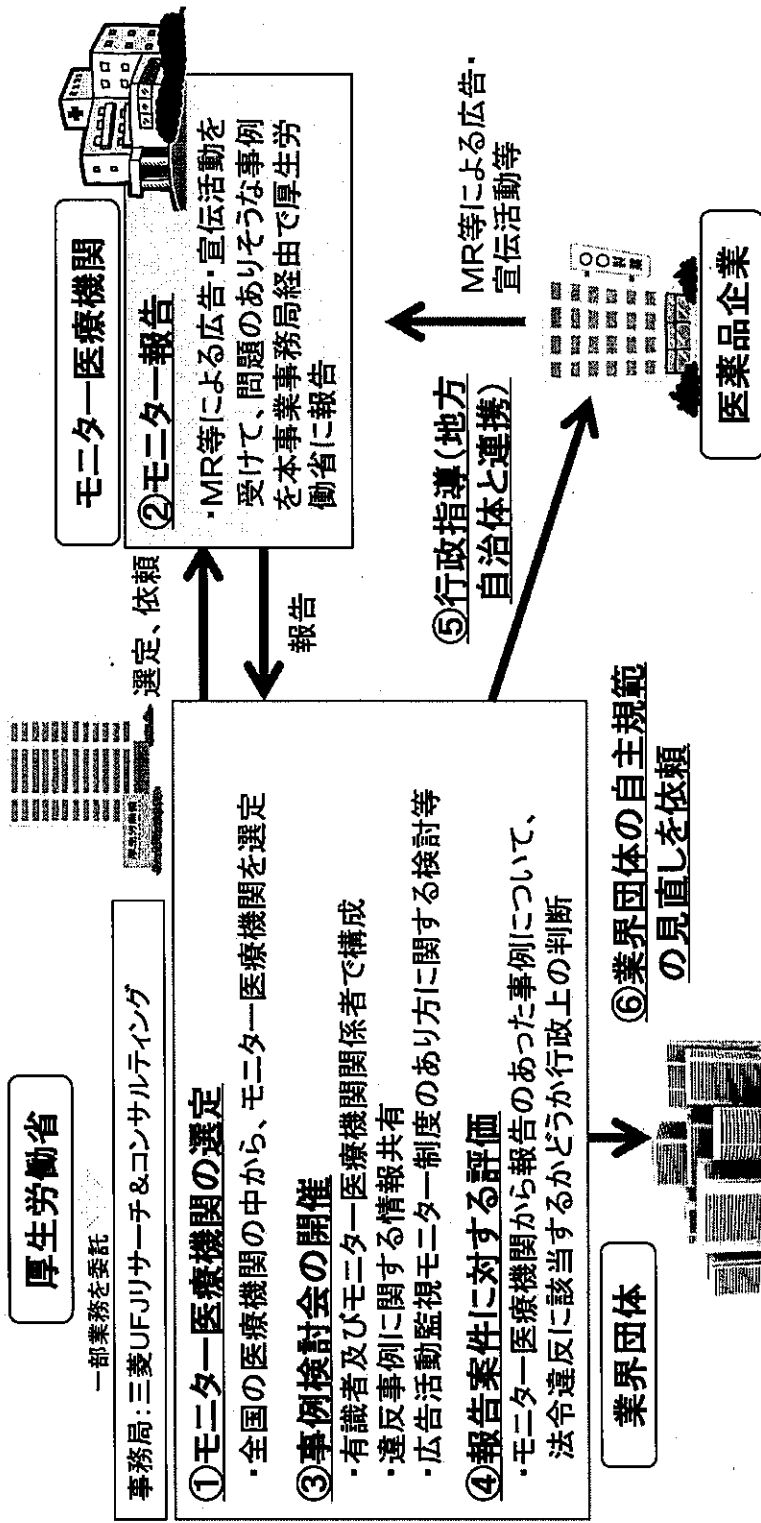 厚生労働省
一部業務を委託
事務局:三菱UFJリサーチ&コンサルティング
厚生労働省
①モニター医療機関の選定
・全国の医療機関の中から、モニター医療機関を選定
③事例検討会の開催
・有識者及びモニター医療機関関係者で構成
・違反事例に関する情報共有
・広告活動監視モニター制度のあり方に関する検討等
④報告案件に対する評価
・モニター医療機関から報告のあった事例について、
法令違反に該当するかどうか行政上の判断
選定、依頼
報告
モニター医療機関
②モニター報告
・MR等による広告・宣伝活動を
受けて、問題のありそうな事例
を本事業事務局経由で厚生労
働省に報告
⑤行政指導(地方
自治体と連携)
MR等による広告・
宣伝活動等
〇〇製薬
医薬品企業
⑥業界団体の自主規範
の見直しを依頼
業界団体